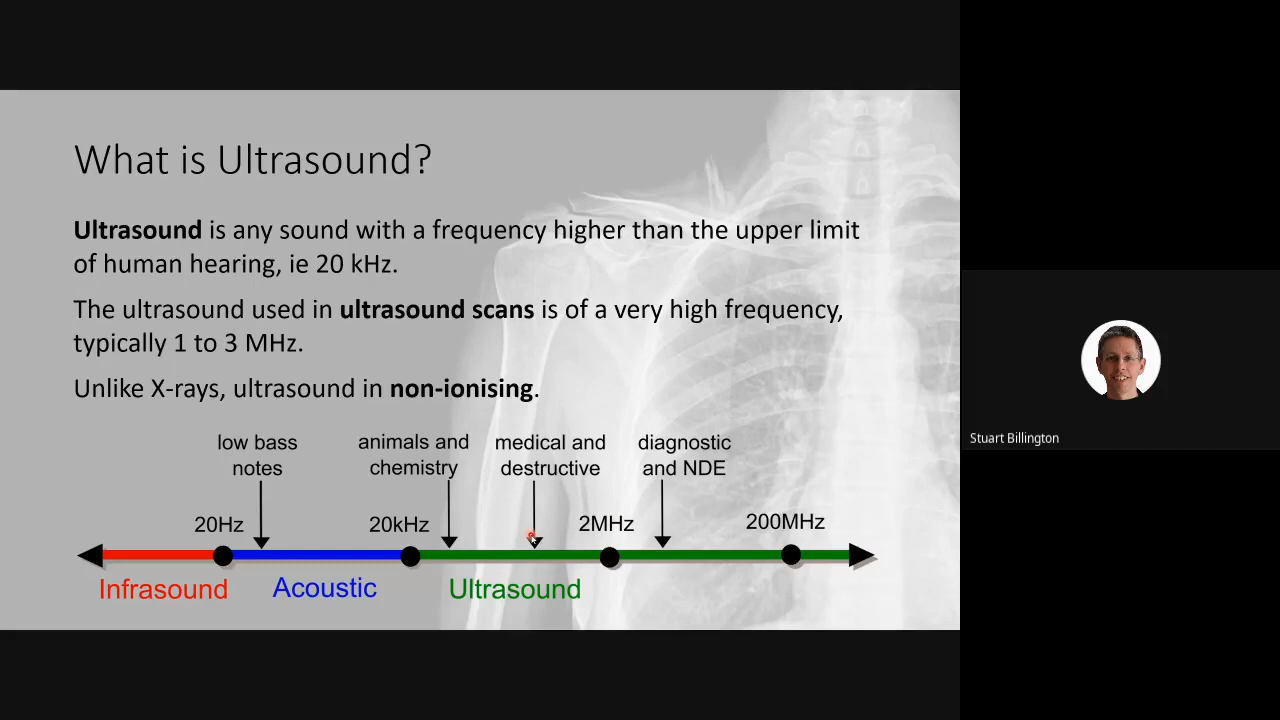 What is Ultrasound?
Ultrasound is any sound with a frequency higher than the upper limit
of human hearing, ie 20 kHz.
The ultrasound used in ultrasound scans is of a very high frequency,
typically 1 to 3 MHz.
Unlike X-rays, ultrasound in non-ionising.
low bass
notes
animals and
chemistry
medical and
destructive
diagnostic
and NDE
20Hz
20kHz
2MHz
200MHz
Infrasound
Acoustic
Ultrasound
Stuart Billington